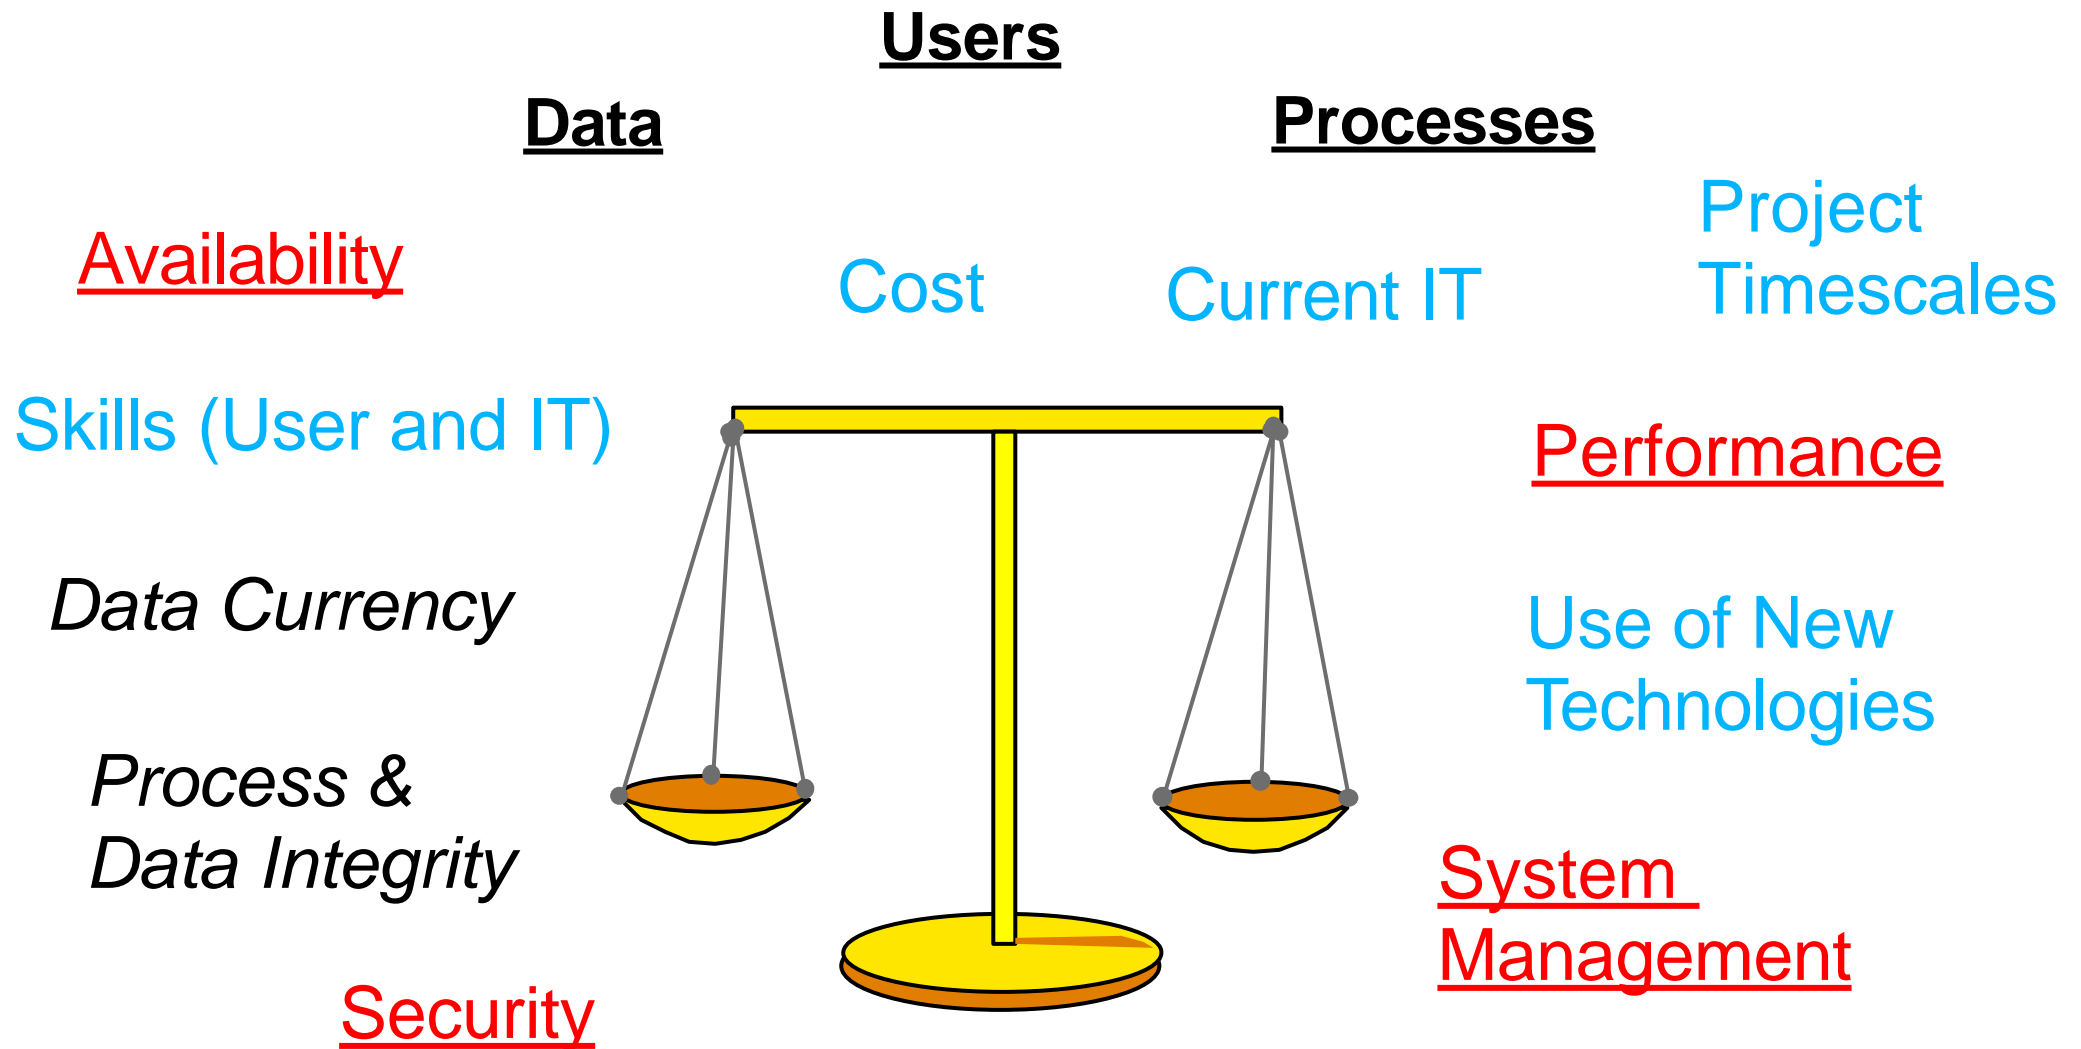 Users
Data
Processes
Project
Timescales
Availability
Cost
Current IT
Skills (User and IT)
Performance
Data Currency
Use of New
Technologies
Process &
Data Integrity
System
Management
Security